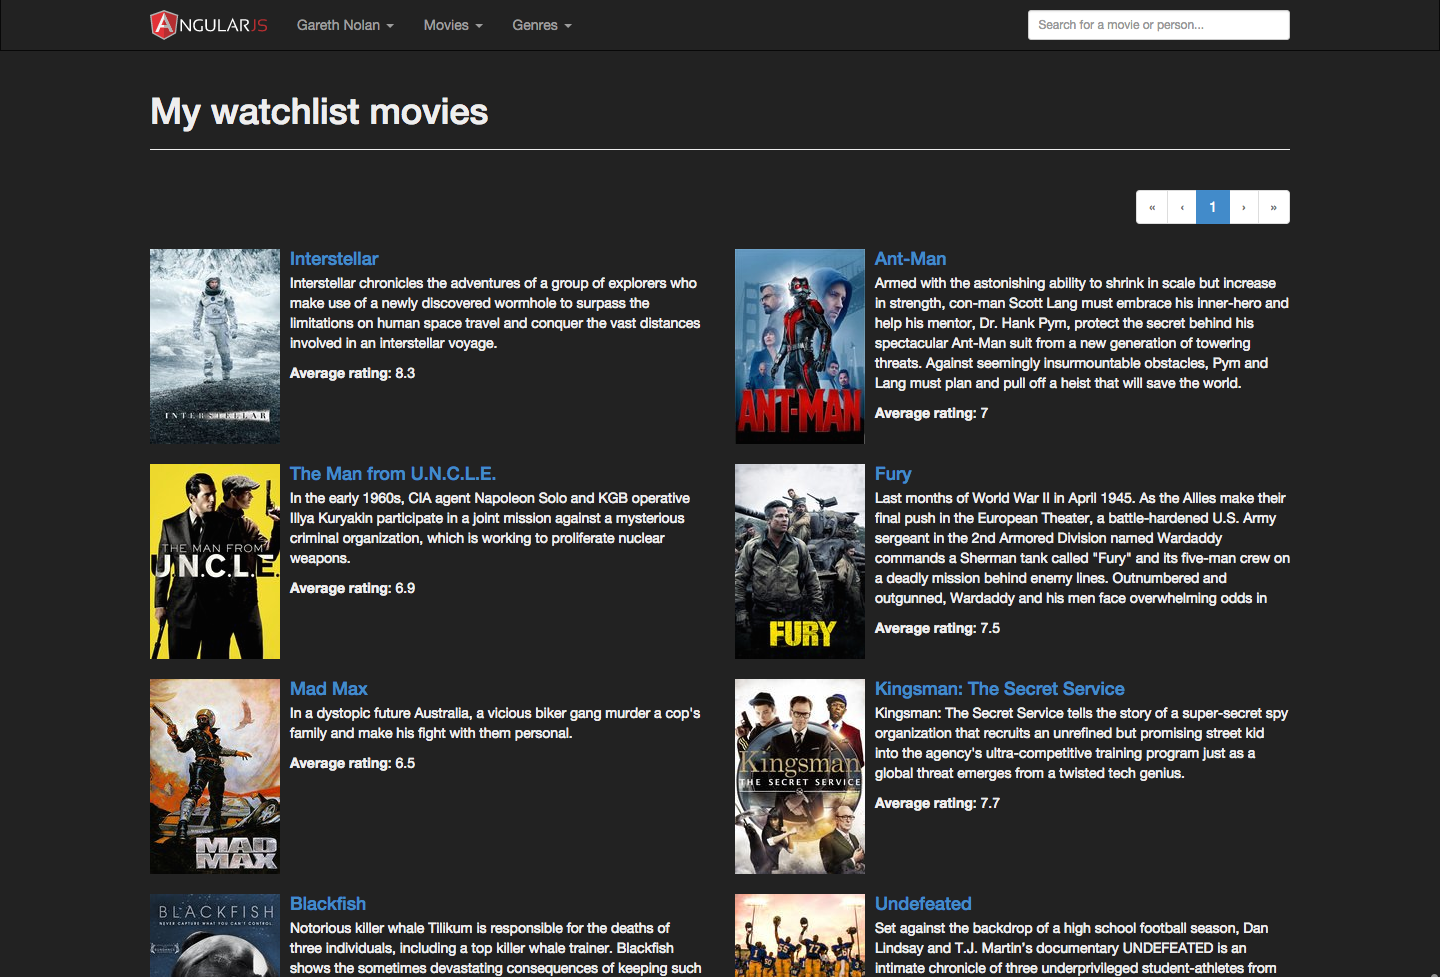 ANGULARJS
Gareth Nolan
Movies
Genres
Search for a movie or person...
My watchlist movies
« ‹ 1 › »
INTERSTELLAR
Interstellar
Interstellar chronicles the adventures of a group of explorers who
make use of a newly discovered wormhole to surpass the
limitations on human space travel and conquer the vast distances
involved in an interstellar voyage.
Average rating: 8.3
ANT-MAN
Ant-Man
Armed with the astonishing ability to shrink in scale but increase
in strength, con-man Scott Lang must embrace his inner-hero and
help his mentor, Dr. Hank Pym, protect the secret behind his
spectacular Ant-Man suit from a new generation of towering
threats. Against seemingly insurmountable obstacles, Pym and
Lang must plan and pull off a heist that will save the world.
Average rating: 7
THE MAN FROM
U.N.C.L.E.
The Man from U.N.C.L.E.
In the early 1960s, CIA agent Napoleon Solo and KGB operative
Illya Kuryakin participate in a joint mission against a mysterious
criminal organization, which is working to proliferate nuclear
weapons.
Average rating: 6.9
FURY
Fury
Last months of World War II in April 1945. As the Allies make their
final push in the European Theater, a battle-hardened U.S. Army
sergeant in the 2nd Armored Division named Wardaddy
commands a Sherman tank called "Fury" and its five-man crew on
a deadly mission behind enemy lines. Outnumbered and
outgunned, Wardaddy and his men face overwhelming odds in
Average rating: 7.5
MAD
MAX
Mad Max
In a dystopic future Australia, a vicious biker gang murder a cop's
family and make his fight with them personal.
Average rating: 6.5
Kingsman
THE SECRET SERVICE
Kingsman: The Secret Service
Kingsman: The Secret Service tells the story of a super-secret spy
organization that recruits an unrefined but promising street kid
into the agency's ultra-competitive training program just as a
global threat emerges from a twisted tech genius.
Average rating: 7.7
BLACKFISH
NEVER CAPTURE WHAT YOU CAN'T CONTROL
Blackfish
Notorious killer whale Tilikum is responsible for the deaths of
three individuals, including a top killer whale trainer. Blackfish
shows the sometimes devastating consequences of keeping such
Undefeated
Set against the backdrop of a high school football season, Dan
Lindsay and T.J. Martin's documentary UNDEFEATED is an
intimate chronicle of three underprivileged student-athletes from